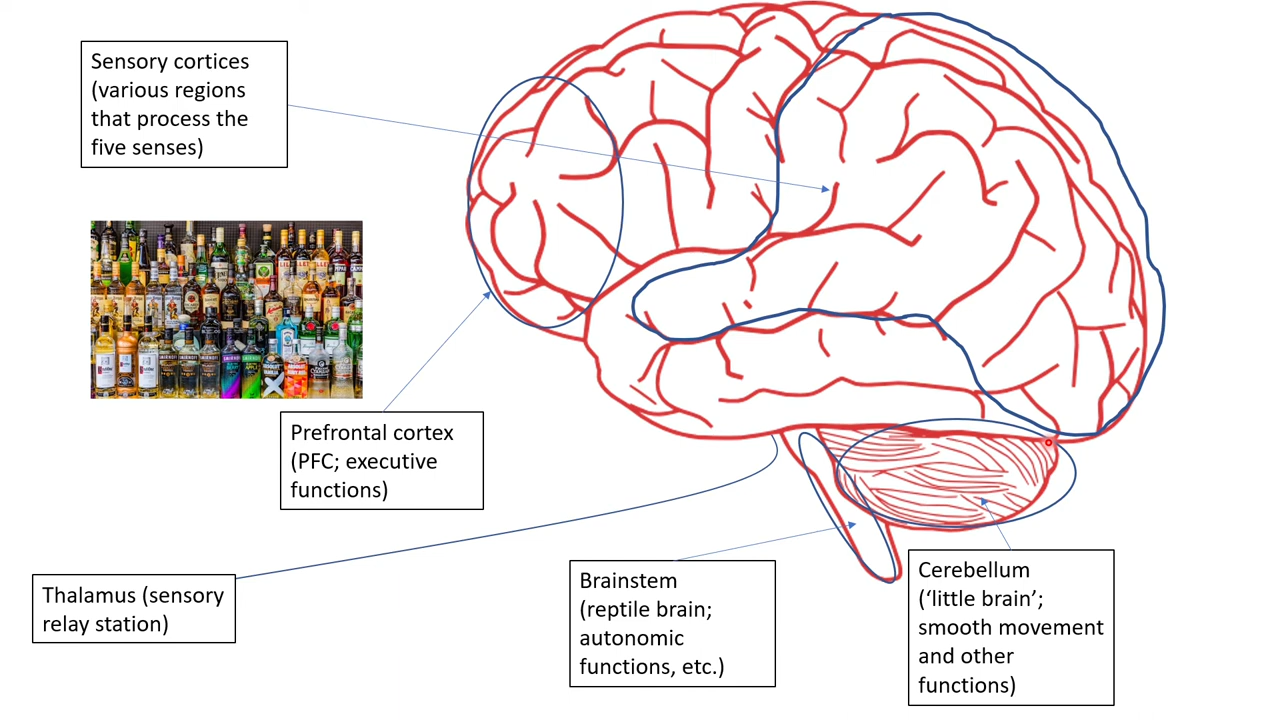 Sensory cortices
(various regions
that process the
five senses)
Prefrontal cortex
(PFC; executive
functions)
Thalamus (sensory
relay station)
Brainstem
(reptile brain;
autonomic
functions, etc.)
Cerebellum
(‘little brain’;
smooth movement
and other
functions)